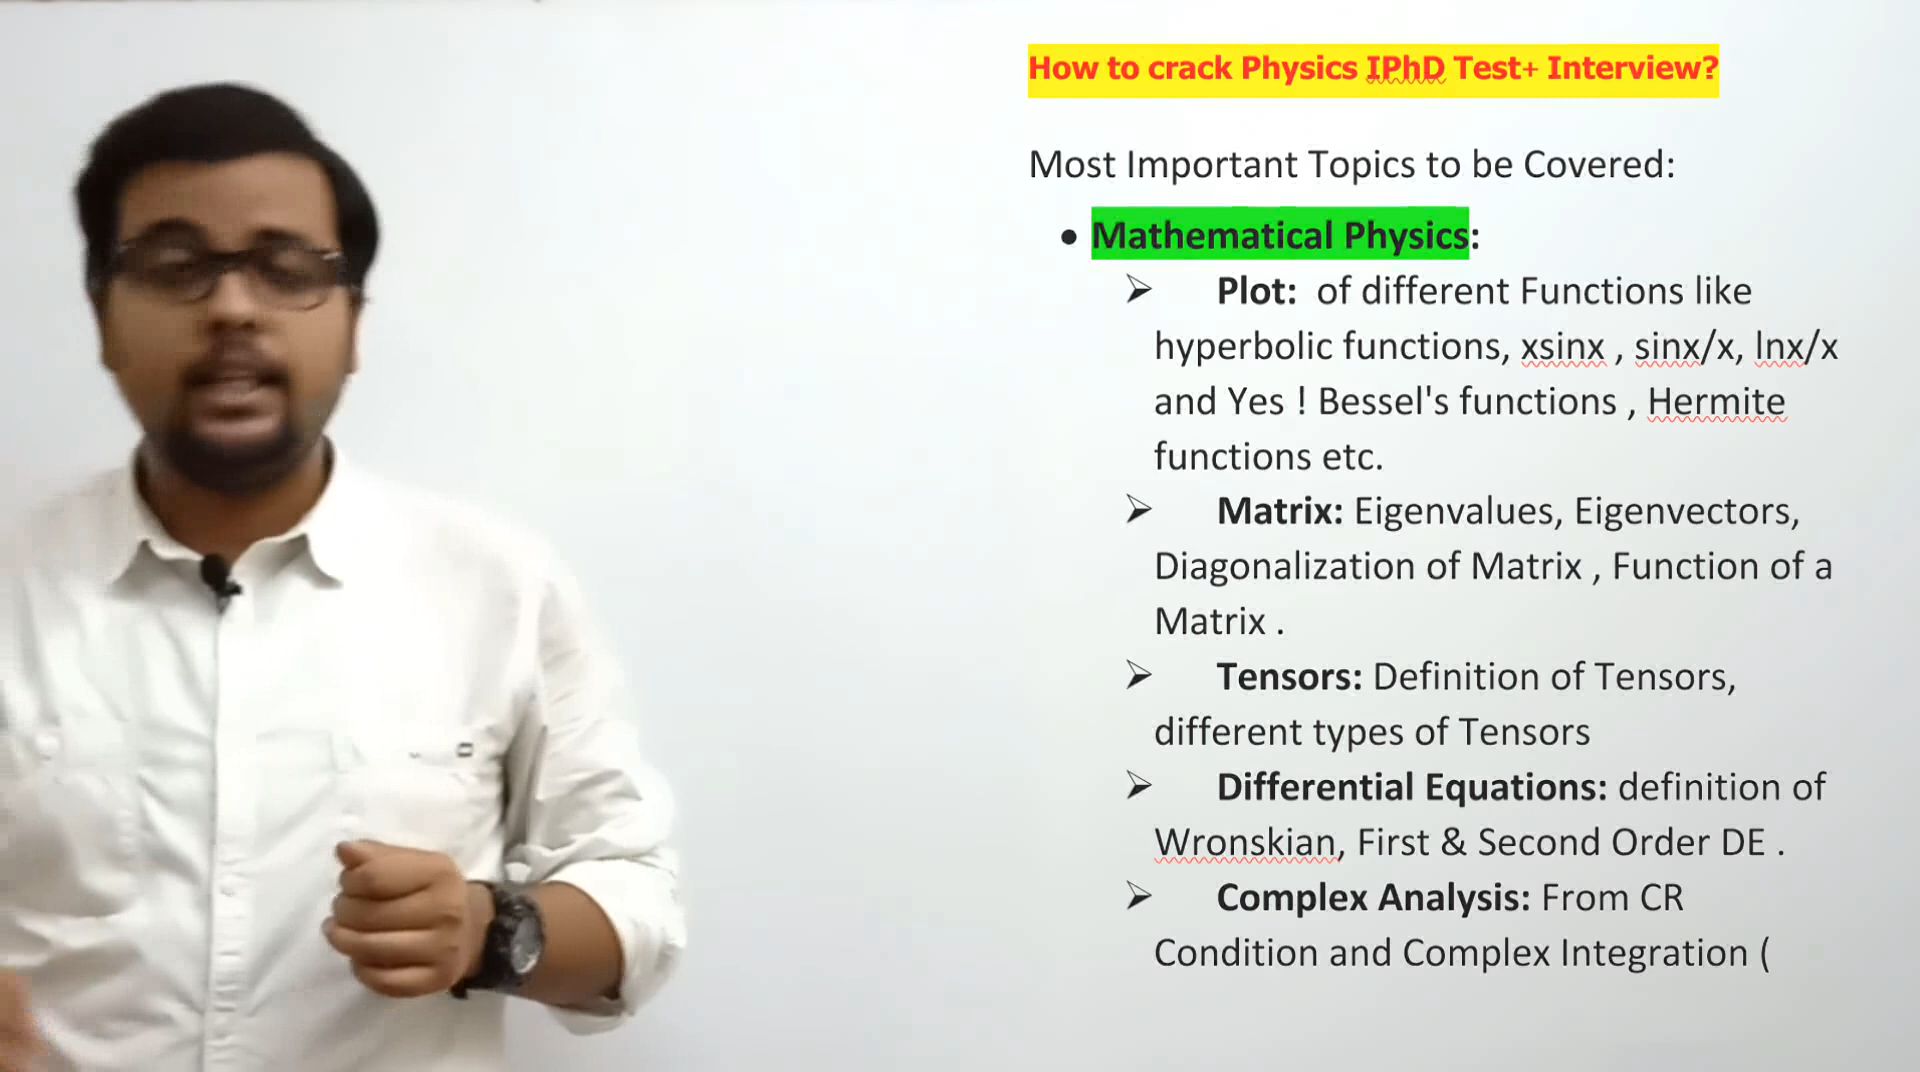 How to crack Physics IPhD Test+ Interview?
Most Important Topics to be Covered:
• Mathematical Physics:
➢ Plot: of different Functions like
hyperbolic functions, xsinx , sinx/x, lnx/x
and Yes ! Bessel's functions , Hermite
functions etc.
➢ Matrix: Eigenvalues, Eigenvectors,
Diagonalization of Matrix , Function of a
Matrix .
➢ Tensors: Definition of Tensors,
different types of Tensors
➢ Differential Equations: definition of
Wronskian, First & Second Order DE .
➢ Complex Analysis: From CR
Condition and Complex Integration (